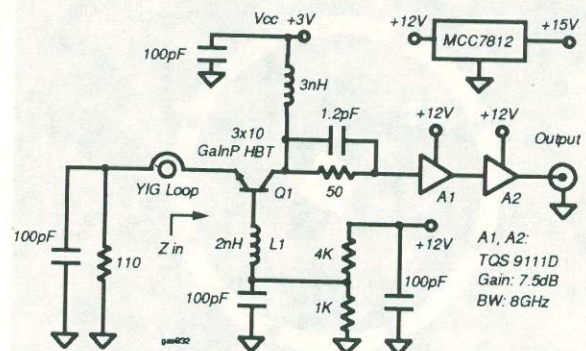 Vcc +3V
100pF
3nH
+12V
MCC7812
+15V
1.2pF
3x10
GaInP HBT
+12V
+12V
Output
YIG Loop
Q1
50
A1
A2
Z in
100pF
110
2nH
L1
4K
+12V
100pF
1K
100pF
A1, A2:
TQS 9111D
Gain: 7.5dB
BW: 8GHz